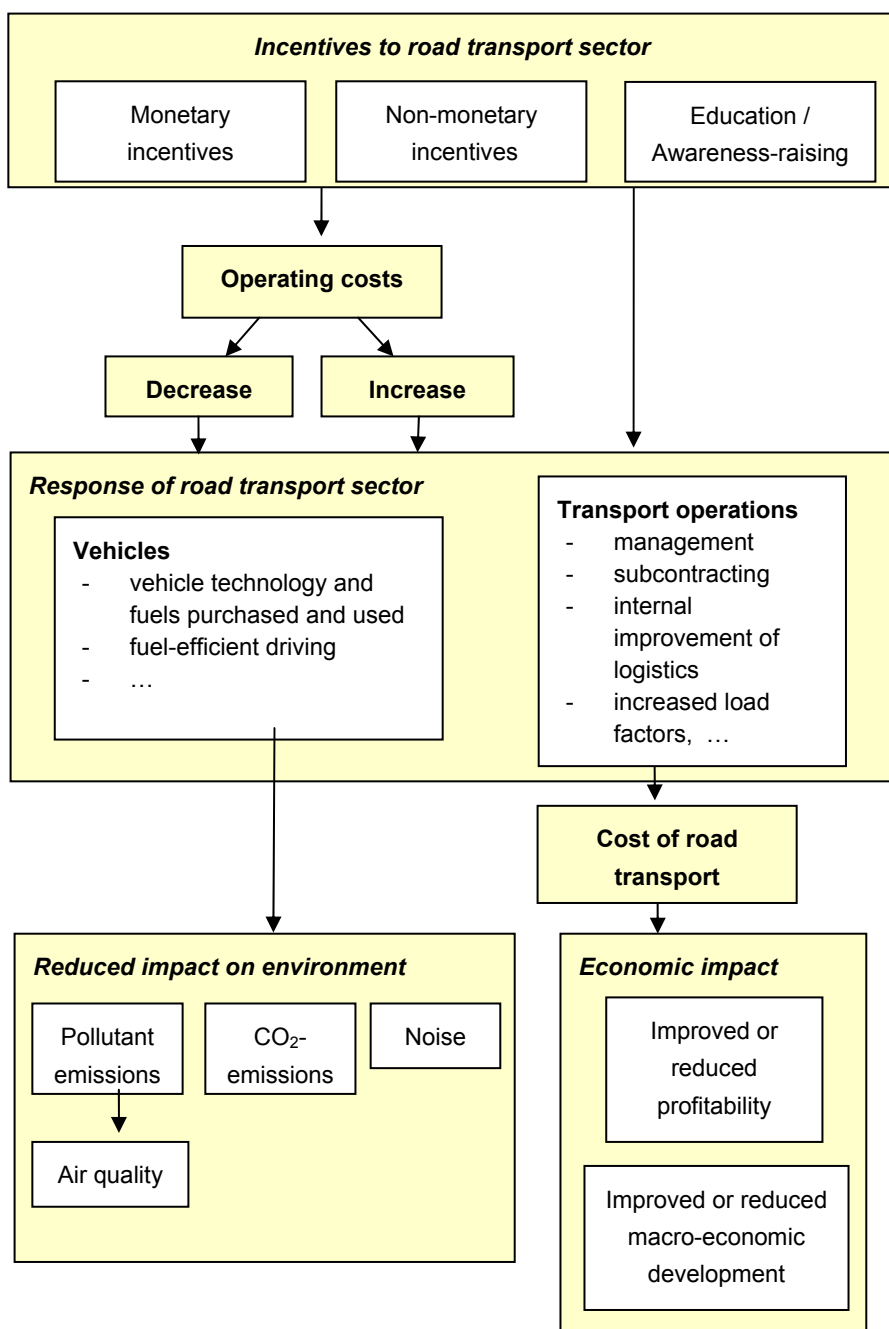 Incentives to road transport sector
Monetary
incentives
Non-monetary
incentives
Education /
Awareness-raising
Operating costs
Decrease
Increase
Response of road transport sector
Vehicles
- vehicle technology and
fuels purchased and used
- fuel-efficient driving
- …
Transport operations
- management
- subcontracting
- internal
improvement of
logistics
- increased load
factors, …
Cost of road
transport
Reduced impact on environment
Pollutant
emissions
CO₂-
emissions
Noise
Air quality
Economic impact
Improved or
reduced
profitability
Improved or reduced
macro-economic
development